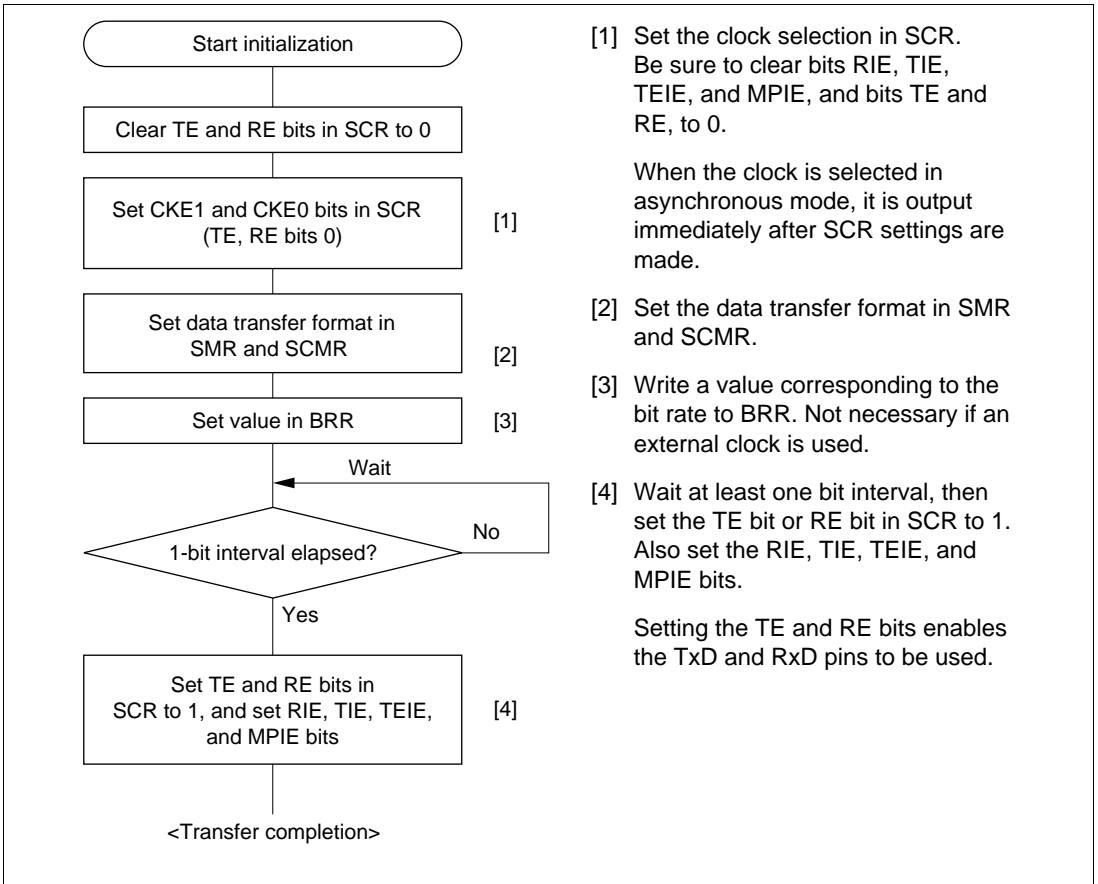 Start initialization
Clear TE and RE bits in SCR to 0
Set CKE1 and CKE0 bits in SCR
(TE, RE bits 0)
[1]
Set data transfer format in
SMR and SCMR
[2]
Set value in BRR
[3]
Wait
1-bit interval elapsed?
No
Yes
Set TE and RE bits in
SCR to 1, and set RIE, TIE, TEIE,
and MPIE bits
[4]
<Transfer completion>
[1] Set the clock selection in SCR.
Be sure to clear bits RIE, TIE,
TEIE, and MPIE, and bits TE and
RE, to 0.
When the clock is selected in
asynchronous mode, it is output
immediately after SCR settings are
made.
[2] Set the data transfer format in SMR
and SCMR.
[3] Write a value corresponding to the
bit rate to BRR. Not necessary if an
external clock is used.
[4] Wait at least one bit interval, then
set the TE bit or RE bit in SCR to 1.
Also set the RIE, TIE, TEIE, and
MPIE bits.
Setting the TE and RE bits enables
the TxD and RxD pins to be used.